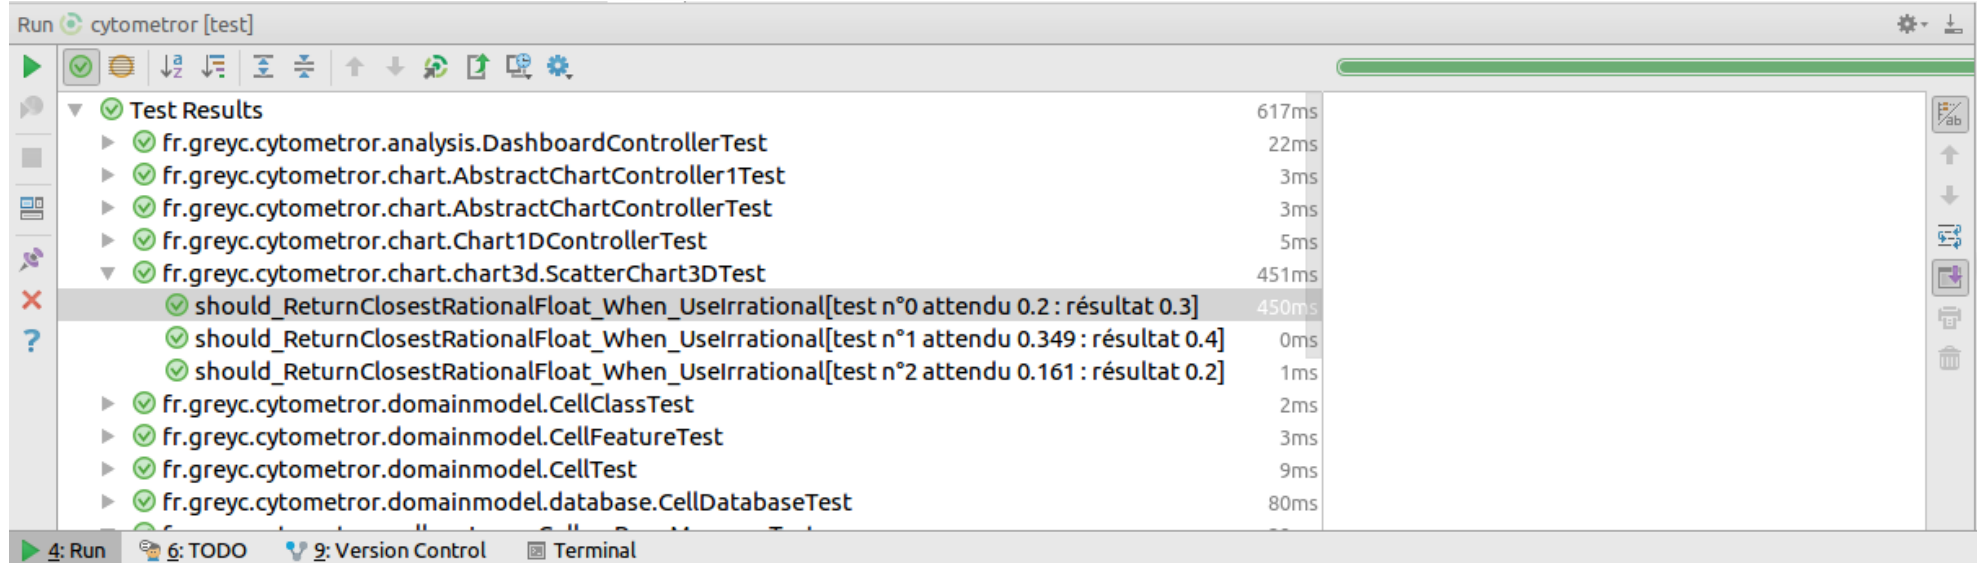 Run cytometror [test]
Test Results 617ms
fr.greyc.cytometror.analysis.DashboardControllerTest 22ms
fr.greyc.cytometror.chart.AbstractChartController1Test 3ms
fr.greyc.cytometror.chart.AbstractChartControllerTest 3ms
fr.greyc.cytometror.chart.Chart1DControllerTest 5ms
fr.greyc.cytometror.chart.chart3d.ScatterChart3DTest 451ms
should_ReturnClosestRationalFloat_When_UseIrrational[test n°0 attendu 0.2 : résultat 0.3] 450ms
should_ReturnClosestRationalFloat_When_UseIrrational[test n°1 attendu 0.349 : résultat 0.4] 0ms
should_ReturnClosestRationalFloat_When_UseIrrational[test n°2 attendu 0.161 : résultat 0.2] 1ms
fr.greyc.cytometror.domainmodel.CellClassTest 2ms
fr.greyc.cytometror.domainmodel.CellFeatureTest 3ms
fr.greyc.cytometror.domainmodel.CellTest 9ms
fr.greyc.cytometror.domainmodel.database.CellDatabaseTest 80ms
4: Run 6: TODO 9: Version Control Terminal